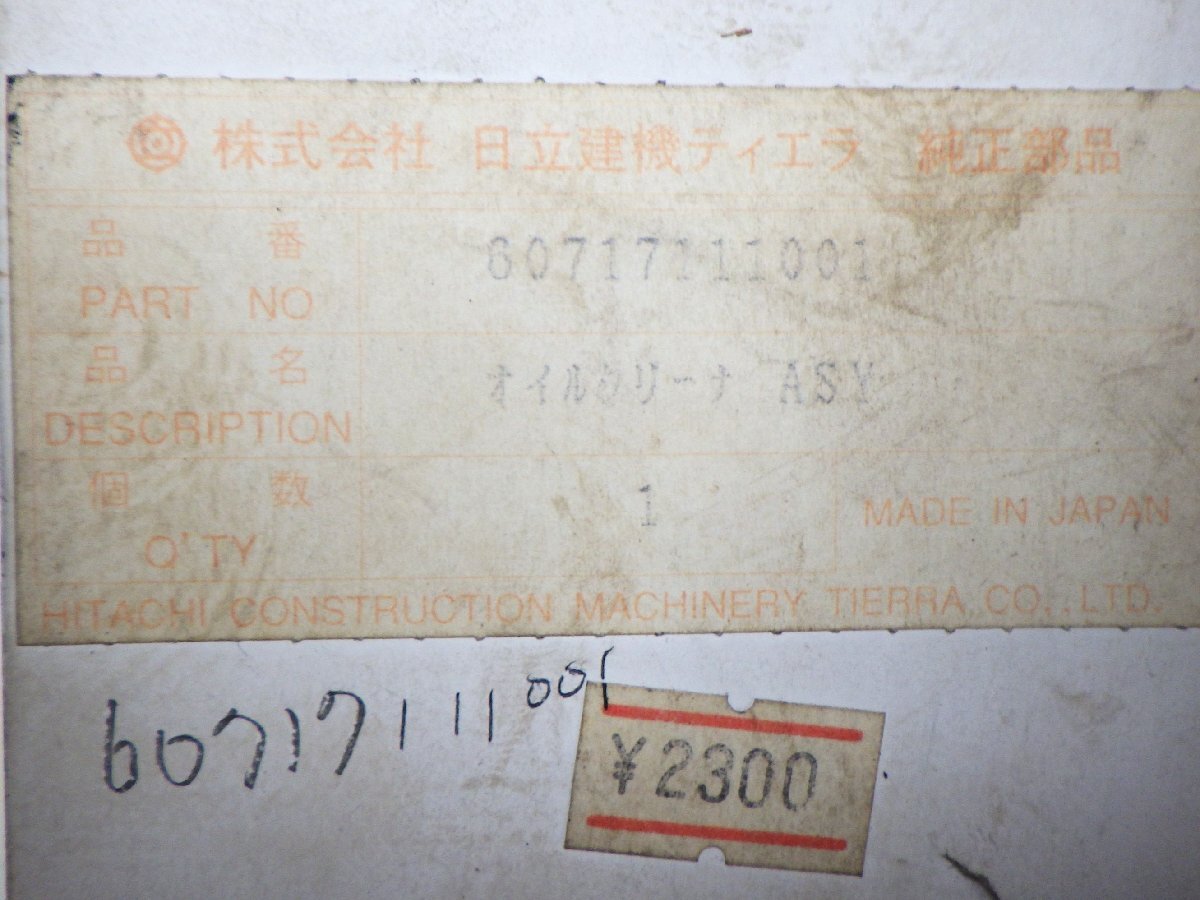 株式会社 日立建機ティエラ 純正部品
品番 60717111001
PART NO
品名 オイルクリーナ ASY
DESCRIPTION
個数 1
Q'TY MADE IN JAPAN
HITACHI CONSTRUCTION MACHINERY TIERRA CO.,LTD.
60717111001
¥2300